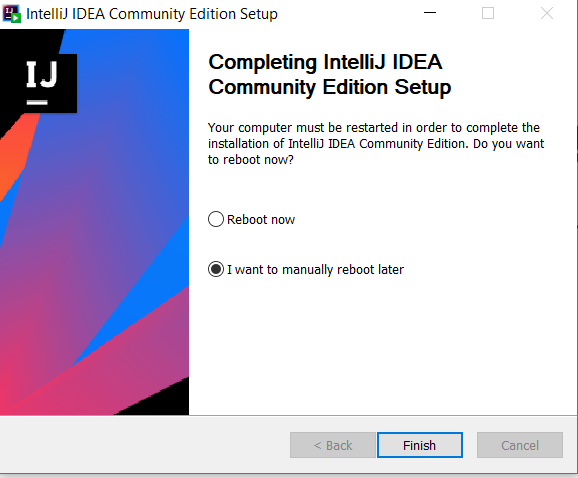 IntelliJ IDEA Community Edition Setup
IJ
Completing IntelliJ IDEA
Community Edition Setup
Your computer must be restarted in order to complete the
installation of IntelliJ IDEA Community Edition. Do you want
to reboot now?
Reboot now
I want to manually reboot later
< Back
Finish
Cancel